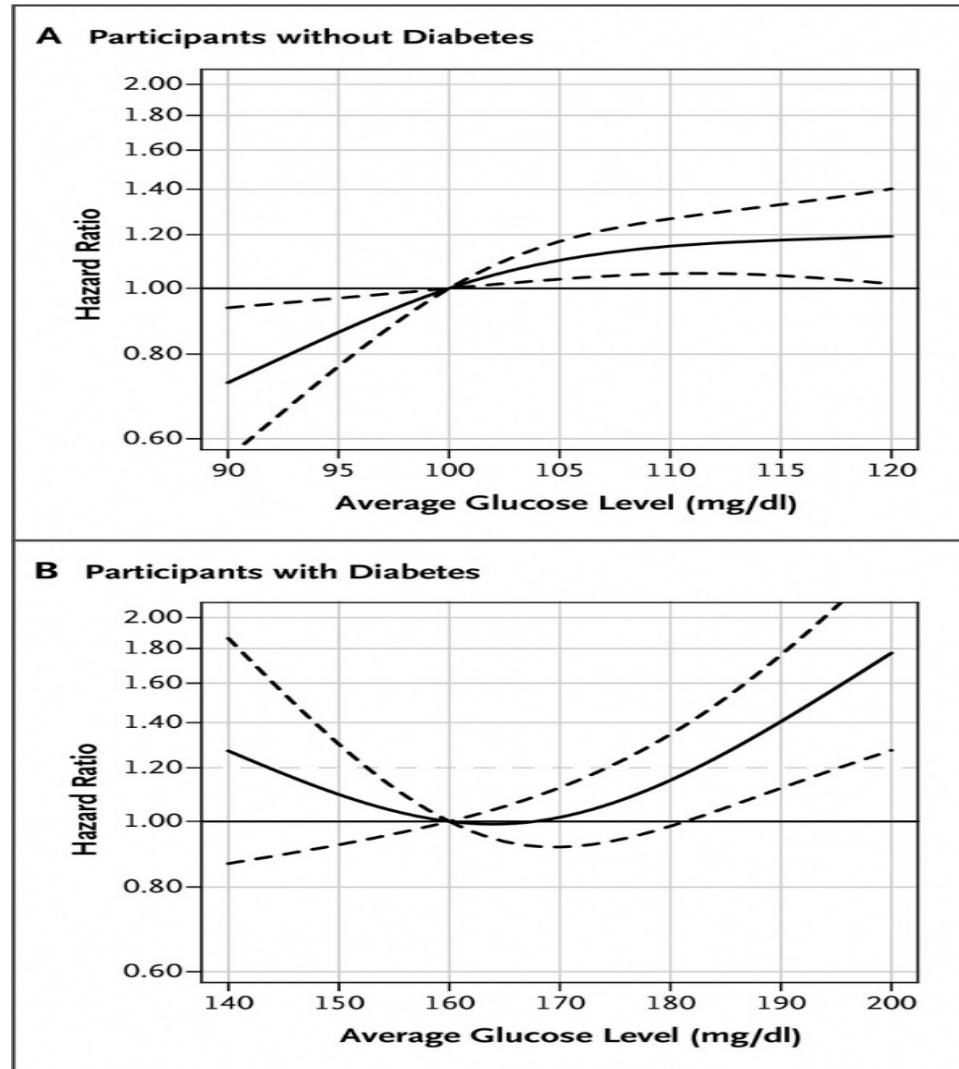 A Participants without Diabetes
Hazard Ratio
2.00
1.80
1.60
1.40
1.20
1.00
0.80
0.60
90 95 100 105 110 115 120
Average Glucose Level (mg/dl)
B Participants with Diabetes
Hazard Ratio
2.00
1.80
1.60
1.40
1.20
1.00
0.80
0.60
140 150 160 170 180 190 200
Average Glucose Level (mg/dl)